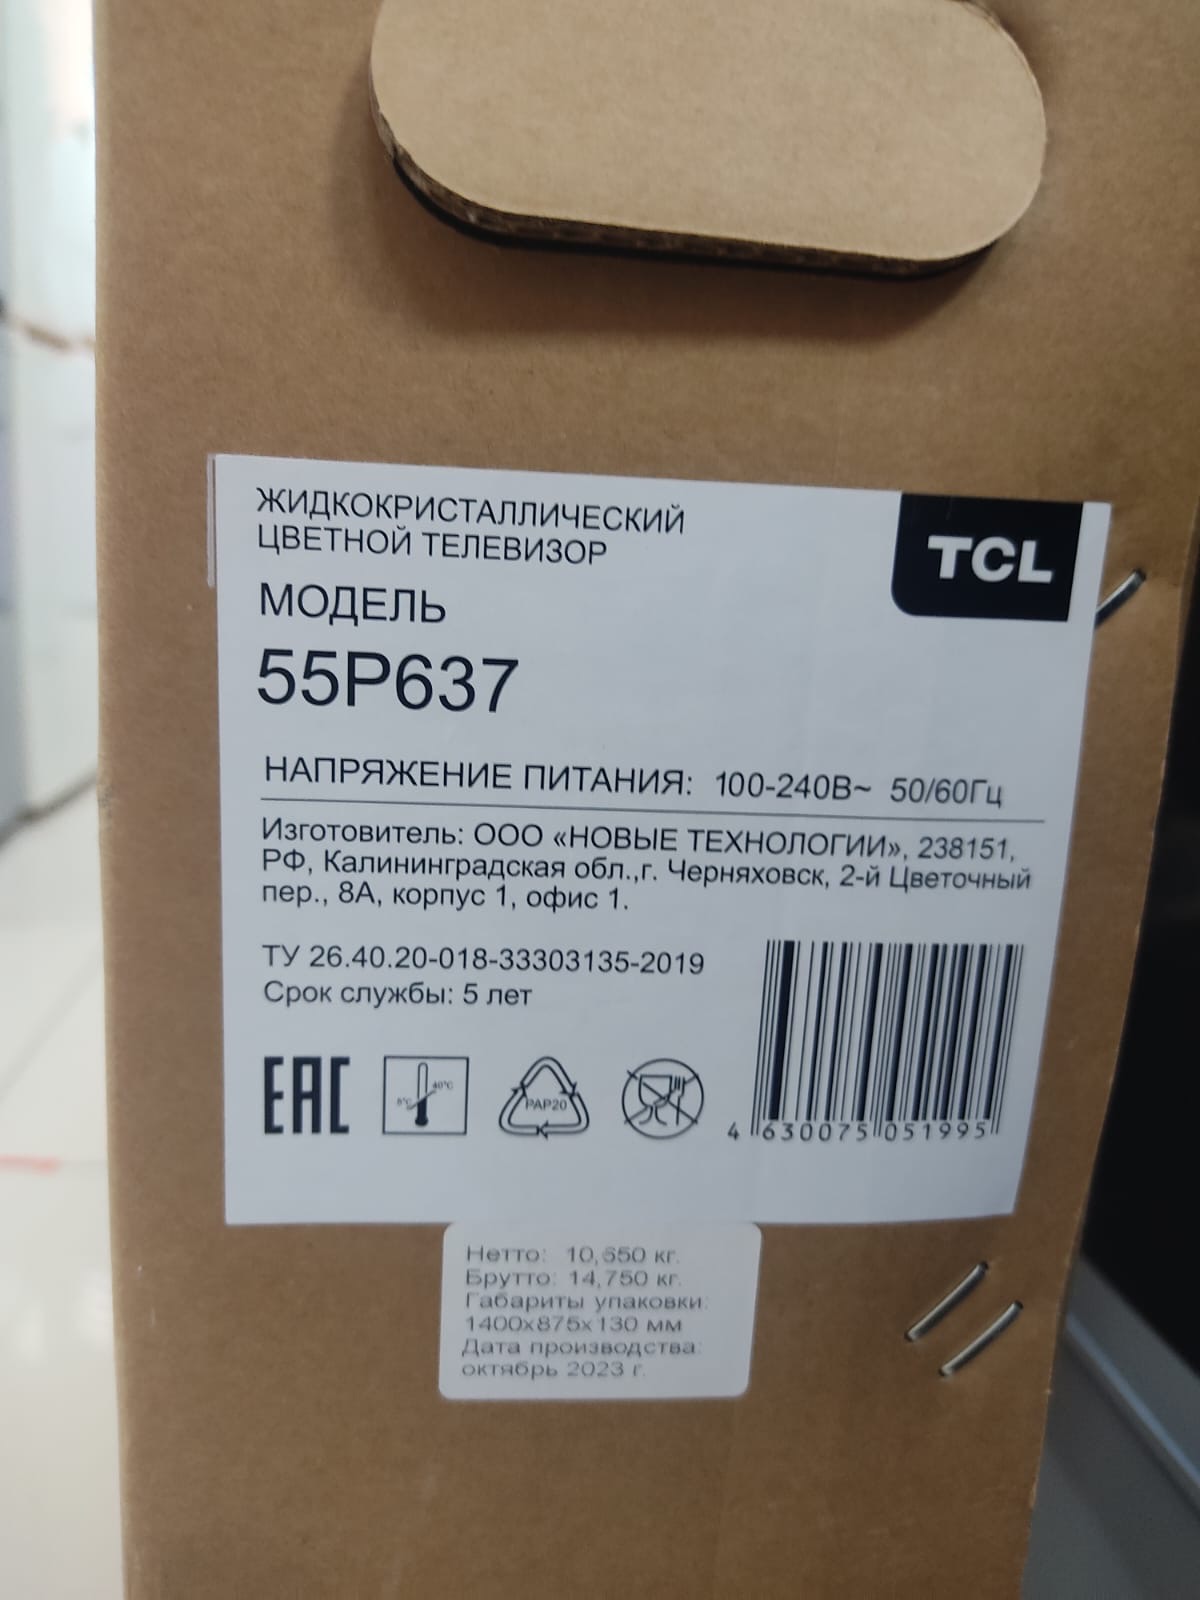 ЖИДКОКРИСТАЛЛИЧЕСКИЙ
ЦВЕТНОЙ ТЕЛЕВИЗОР
TCL
МОДЕЛЬ
55P637
НАПРЯЖЕНИЕ ПИТАНИЯ: 100-240В~ 50/60Гц
Изготовитель: ООО «НОВЫЕ ТЕХНОЛОГИИ», 238151,
РФ, Калининградская обл.,г. Черняховск, 2-й Цветочный
пер., 8А, корпус 1, офис 1.
ТУ 26.40.20-018-33303135-2019
Срок службы: 5 лет
EAC
5°C 40°C
PAP20
4 630075 051995
Нетто: 10,650 кг.
Брутто: 14,750 кг.
Габариты упаковки:
1400x875x130 мм
Дата производства:
октябрь 2023 г.